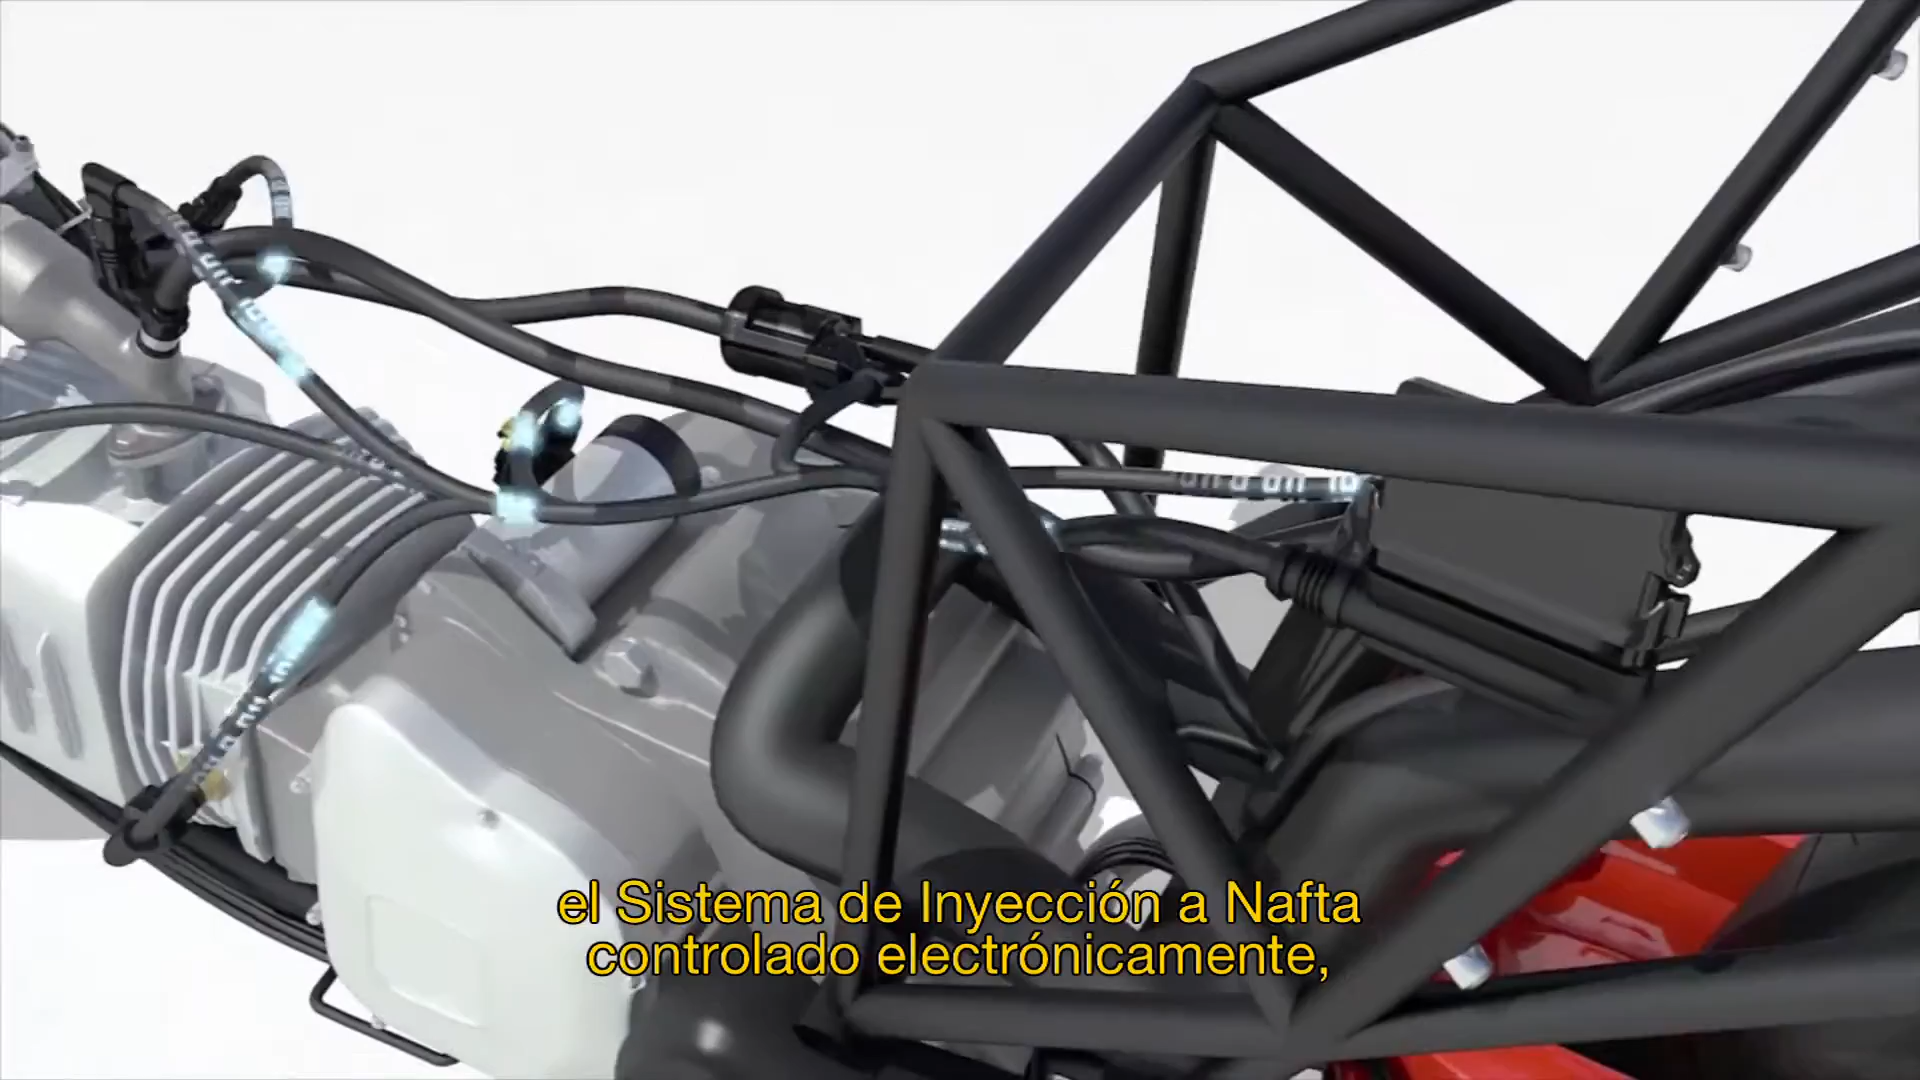 el Sistema de Inyección a Nafta
controlado electrónicamente,